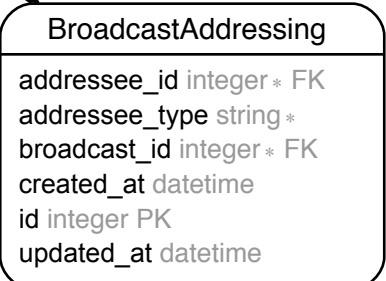 BroadcastAddressing
addressee_id integer ∗ FK
addressee_type string ∗
broadcast_id integer ∗ FK
created_at datetime
id integer PK
updated_at datetime